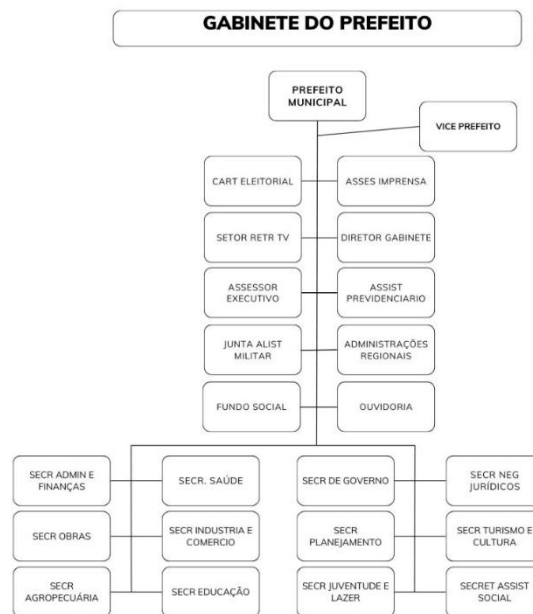 GABINETE DO PREFEITO
PREFEITO
MUNICIPAL
VICE PREFEITO
CART ELEITORIAL
ASSES IMPRENSA
SETOR RETR TV
DIRETOR GABINETE
ASSESSOR
EXECUTIVO
ASSIST
PREVIDENCIARIO
JUNTA ALIST
MILITAR
ADMINISTRAÇÕES
REGIONAIS
FUNDO SOCIAL
OUVIDORIA
SECR ADMIN E
FINANÇAS
SECR. SAÚDE
SECR DE GOVERNO
SECR NEG
JURÍDICOS
SECR OBRAS
SECR INDUSTRIA E
COMERCIO
SECR
PLANEJAMENTO
SECR TURISMO E
CULTURA
SECR
AGROPECUÁRIA
SECR EDUCAÇÃO
SECR JUVENTUDE E
LAZER
SECRET ASSIST
SOCIAL